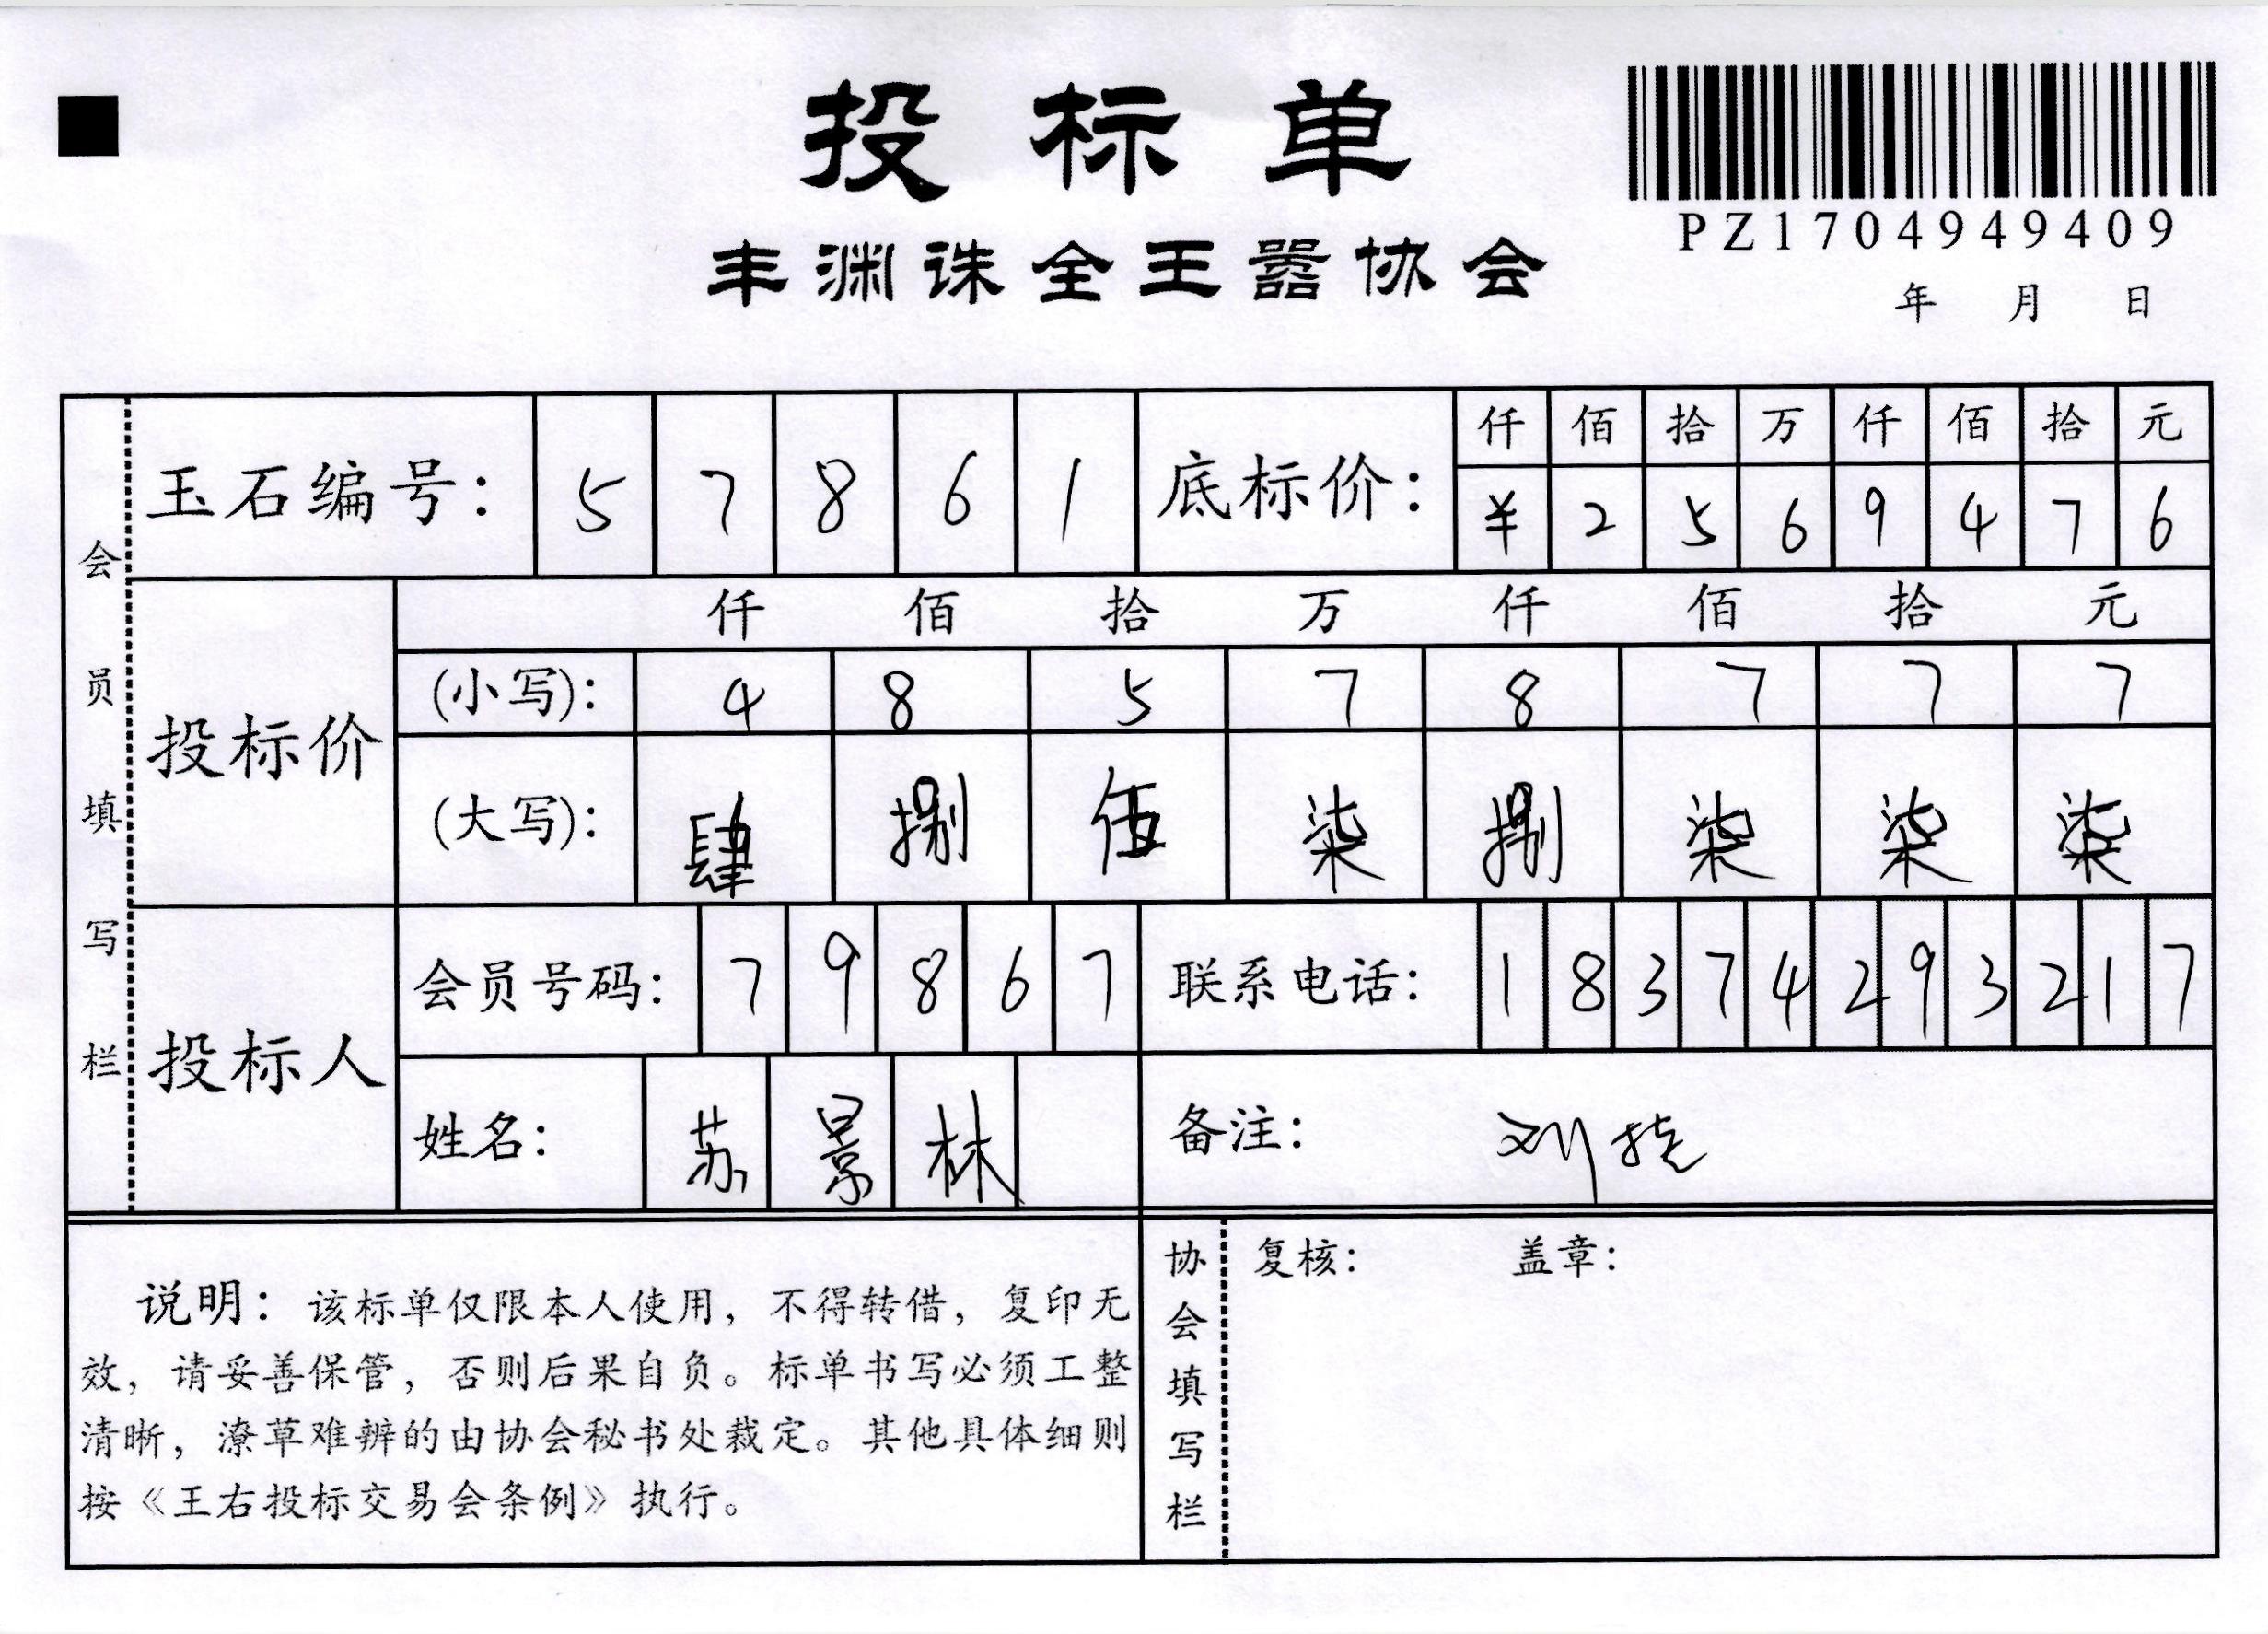 投标单
丰渊诛全王嚣协会
PZ1704949409
年 月 日
会员填写栏
玉石编号: 5 7 8 6 1
底标价: 仟 佰 拾 万 仟 佰 拾 元
¥ 2 5 6 9 4 7 6
投标价
仟 佰 拾 万 仟 佰 拾 元
(小写): 4 8 5 7 8 7 7 7
(大写): 肆 捌 伍 柒 捌 柒 柒 柒
投标人
会员号码: 7 9 8 6 7
联系电话: 1 8 3 7 4 2 9 3 2 1 7
姓名: 苏 景 林
备注: 刘
说明:该标单仅限本人使用,不得转借,复印无
效,请妥善保管,否则后果自负。标单书写必须工整
清晰,潦草难辨的由协会秘书处裁定。其他具体细则
按《王右投标交易会条例》执行。
协会填写栏
复核: 盖章: